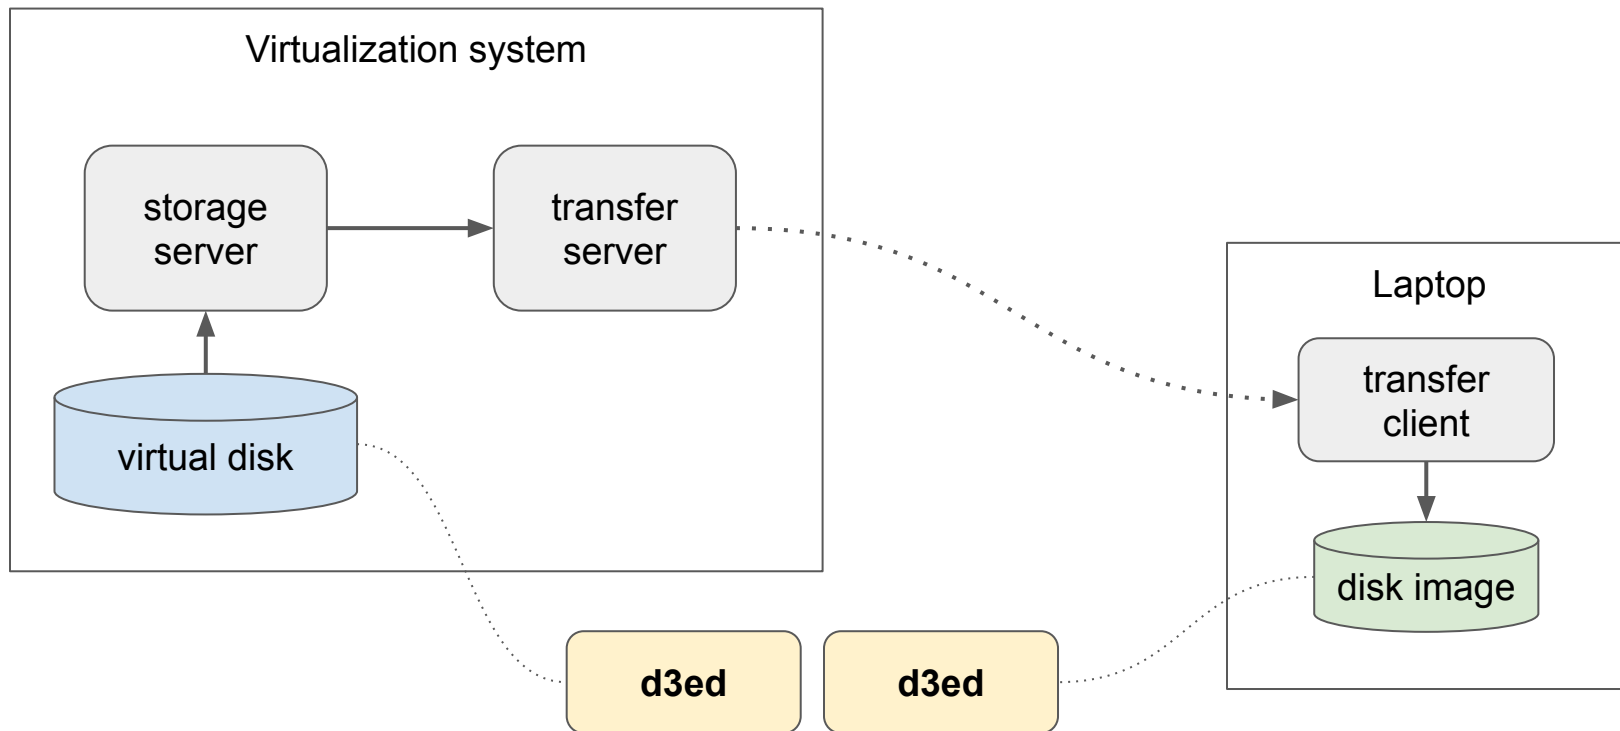 Virtualization system
storage
server
transfer
server
virtual disk
Laptop
transfer
client
disk image
d3ed
d3ed